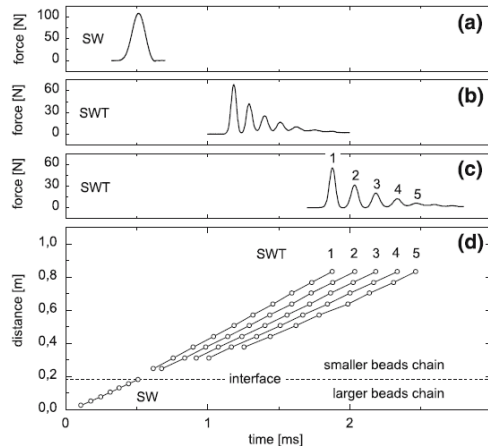 100
50
0
force [N]
SW
(a)
60
30
0
force [N]
SWT
(b)
60
30
0
force [N]
SWT
1
2
3
4
5
(c)
1,0
0,8
0,6
0,4
0,2
0,0
distance [m]
SWT
1 2 3 4 5
(d)
smaller beads chain
interface
SW
larger beads chain
0 1 2
time [ms]